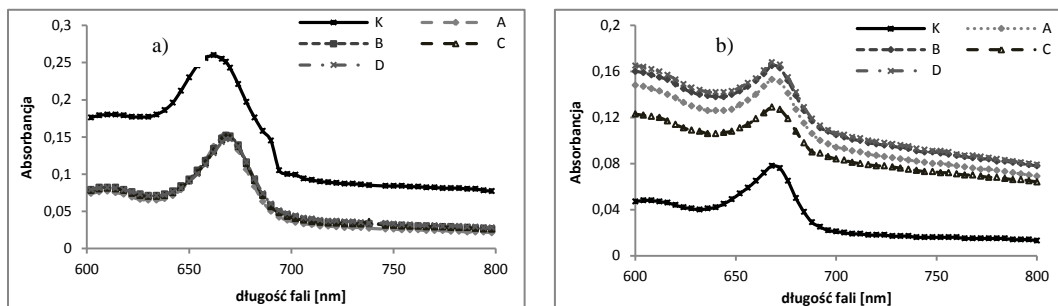 a)
K A
B C
D
Absorbancja
0,3
0,25
0,2
0,15
0,1
0,05
0
600 650 700 750 800
długość fali [nm]
b)
K A
B C
D
Absorbancja
0,2
0,16
0,12
0,08
0,04
0
600 650 700 750 800
długość fali [nm]